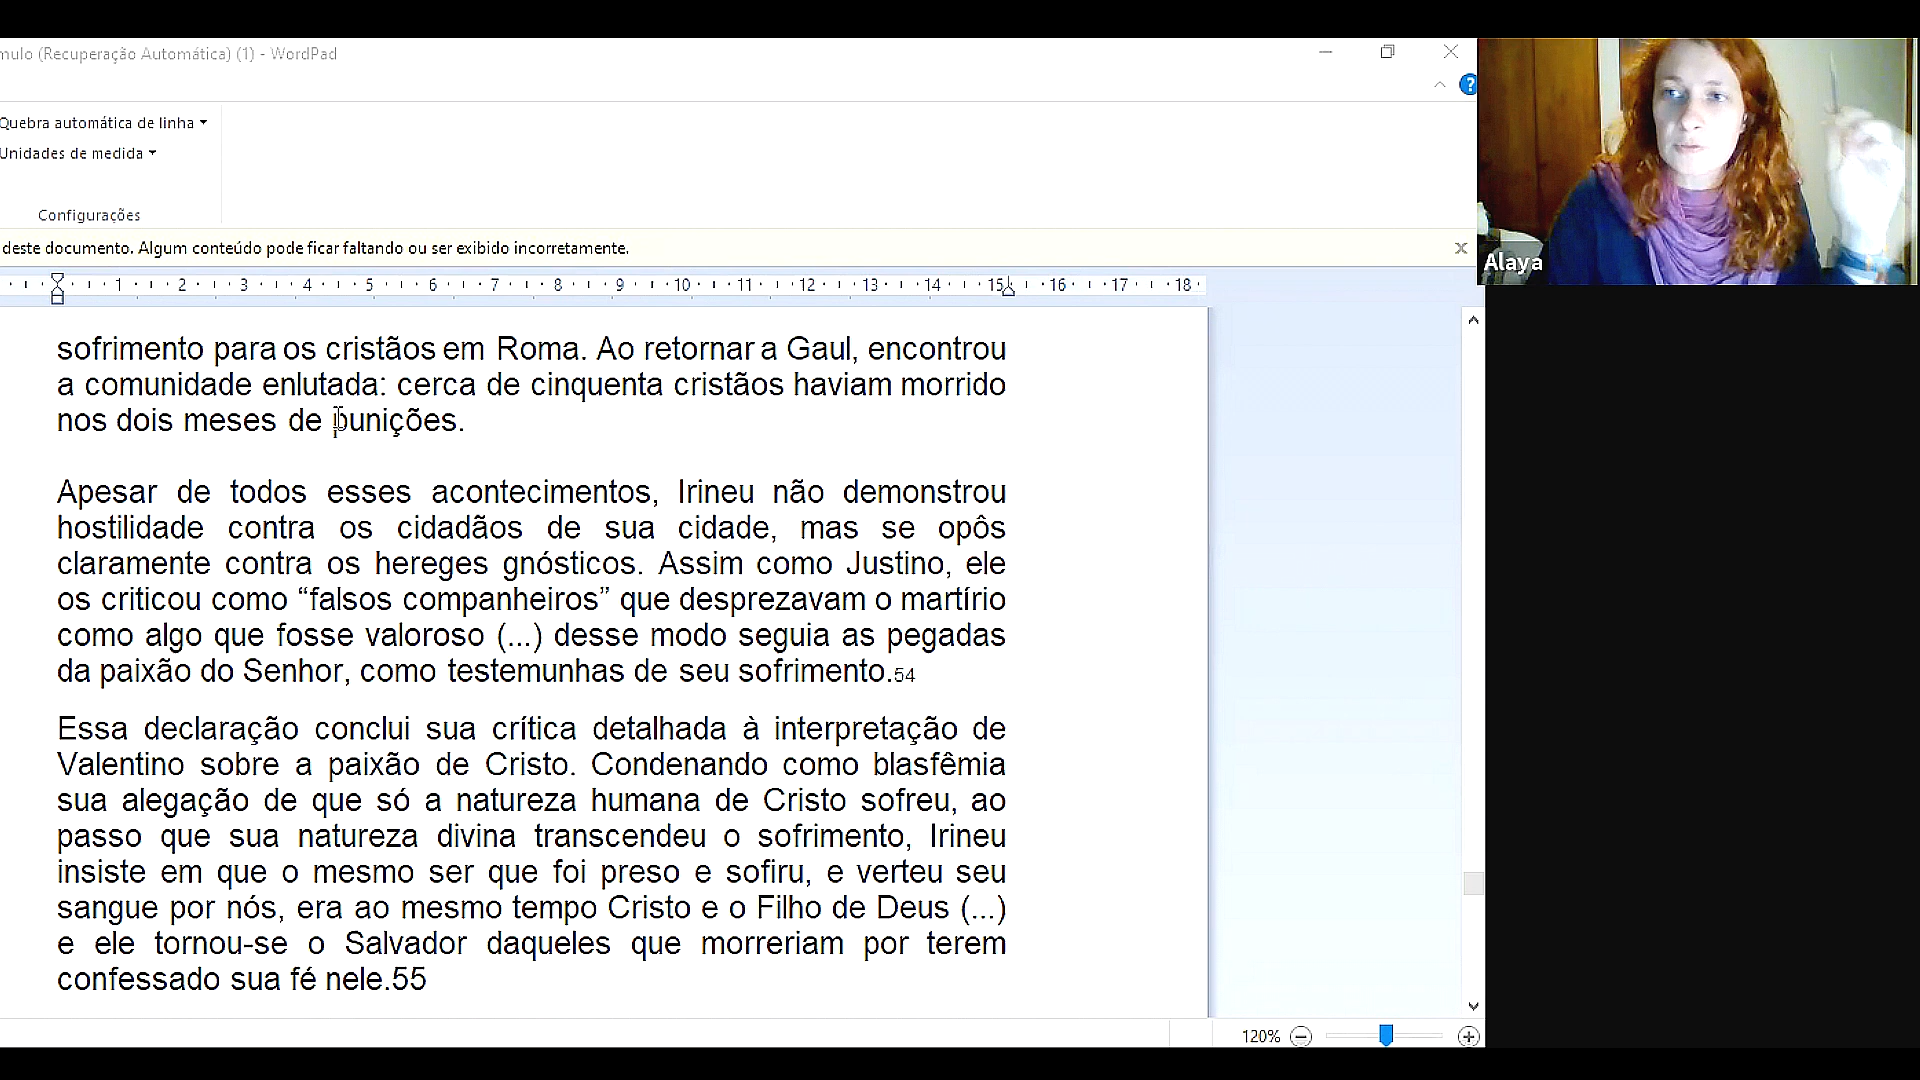 mulo (Recuperação Automática) (1) - WordPad
Quebra automática de linha
Unidades de medida
Configurações
deste documento. Algum conteúdo pode ficar faltando ou ser exibido incorretamente.
1 2 3 4 5 6 7 8 9 10 11 12 13 14 15 16 17 18
Alaya
sofrimento para os cristãos em Roma. Ao retornar a Gaul, encontrou
a comunidade enlutada: cerca de cinquenta cristãos haviam morrido
nos dois meses de punições.
Apesar de todos esses acontecimentos, Irineu não demonstrou
hostilidade contra os cidadãos de sua cidade, mas se opôs
claramente contra os hereges gnósticos. Assim como Justino, ele
os criticou como “falsos companheiros” que desprezavam o martírio
como algo que fosse valoroso (...) desse modo seguia as pegadas
da paixão do Senhor, como testemunhas de seu sofrimento.54
Essa declaração conclui sua crítica detalhada à interpretação de
Valentino sobre a paixão de Cristo. Condenando como blasfêmia
sua alegação de que só a natureza humana de Cristo sofreu, ao
passo que sua natureza divina transcendeu o sofrimento, Irineu
insiste em que o mesmo ser que foi preso e sofiru, e verteu seu
sangue por nós, era ao mesmo tempo Cristo e o Filho de Deus (...)
e ele tornou-se o Salvador daqueles que morreriam por terem
confessado sua fé nele.55
120%